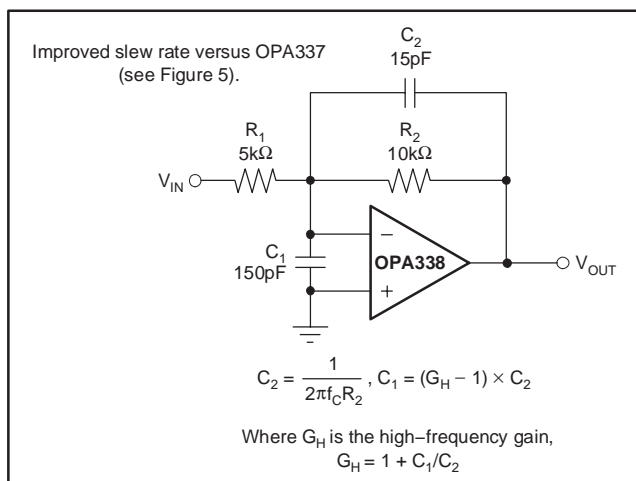 Improved slew rate versus OPA337
(see Figure 5).
C2
15pF
R1
5kΩ
R2
10kΩ
VIN
C1
150pF
−
OPA338
+
VOUT
C2 = 1 / 2πfCR2 , C1 = (GH − 1) × C2
Where GH is the high−frequency gain,
GH = 1 + C1/C2